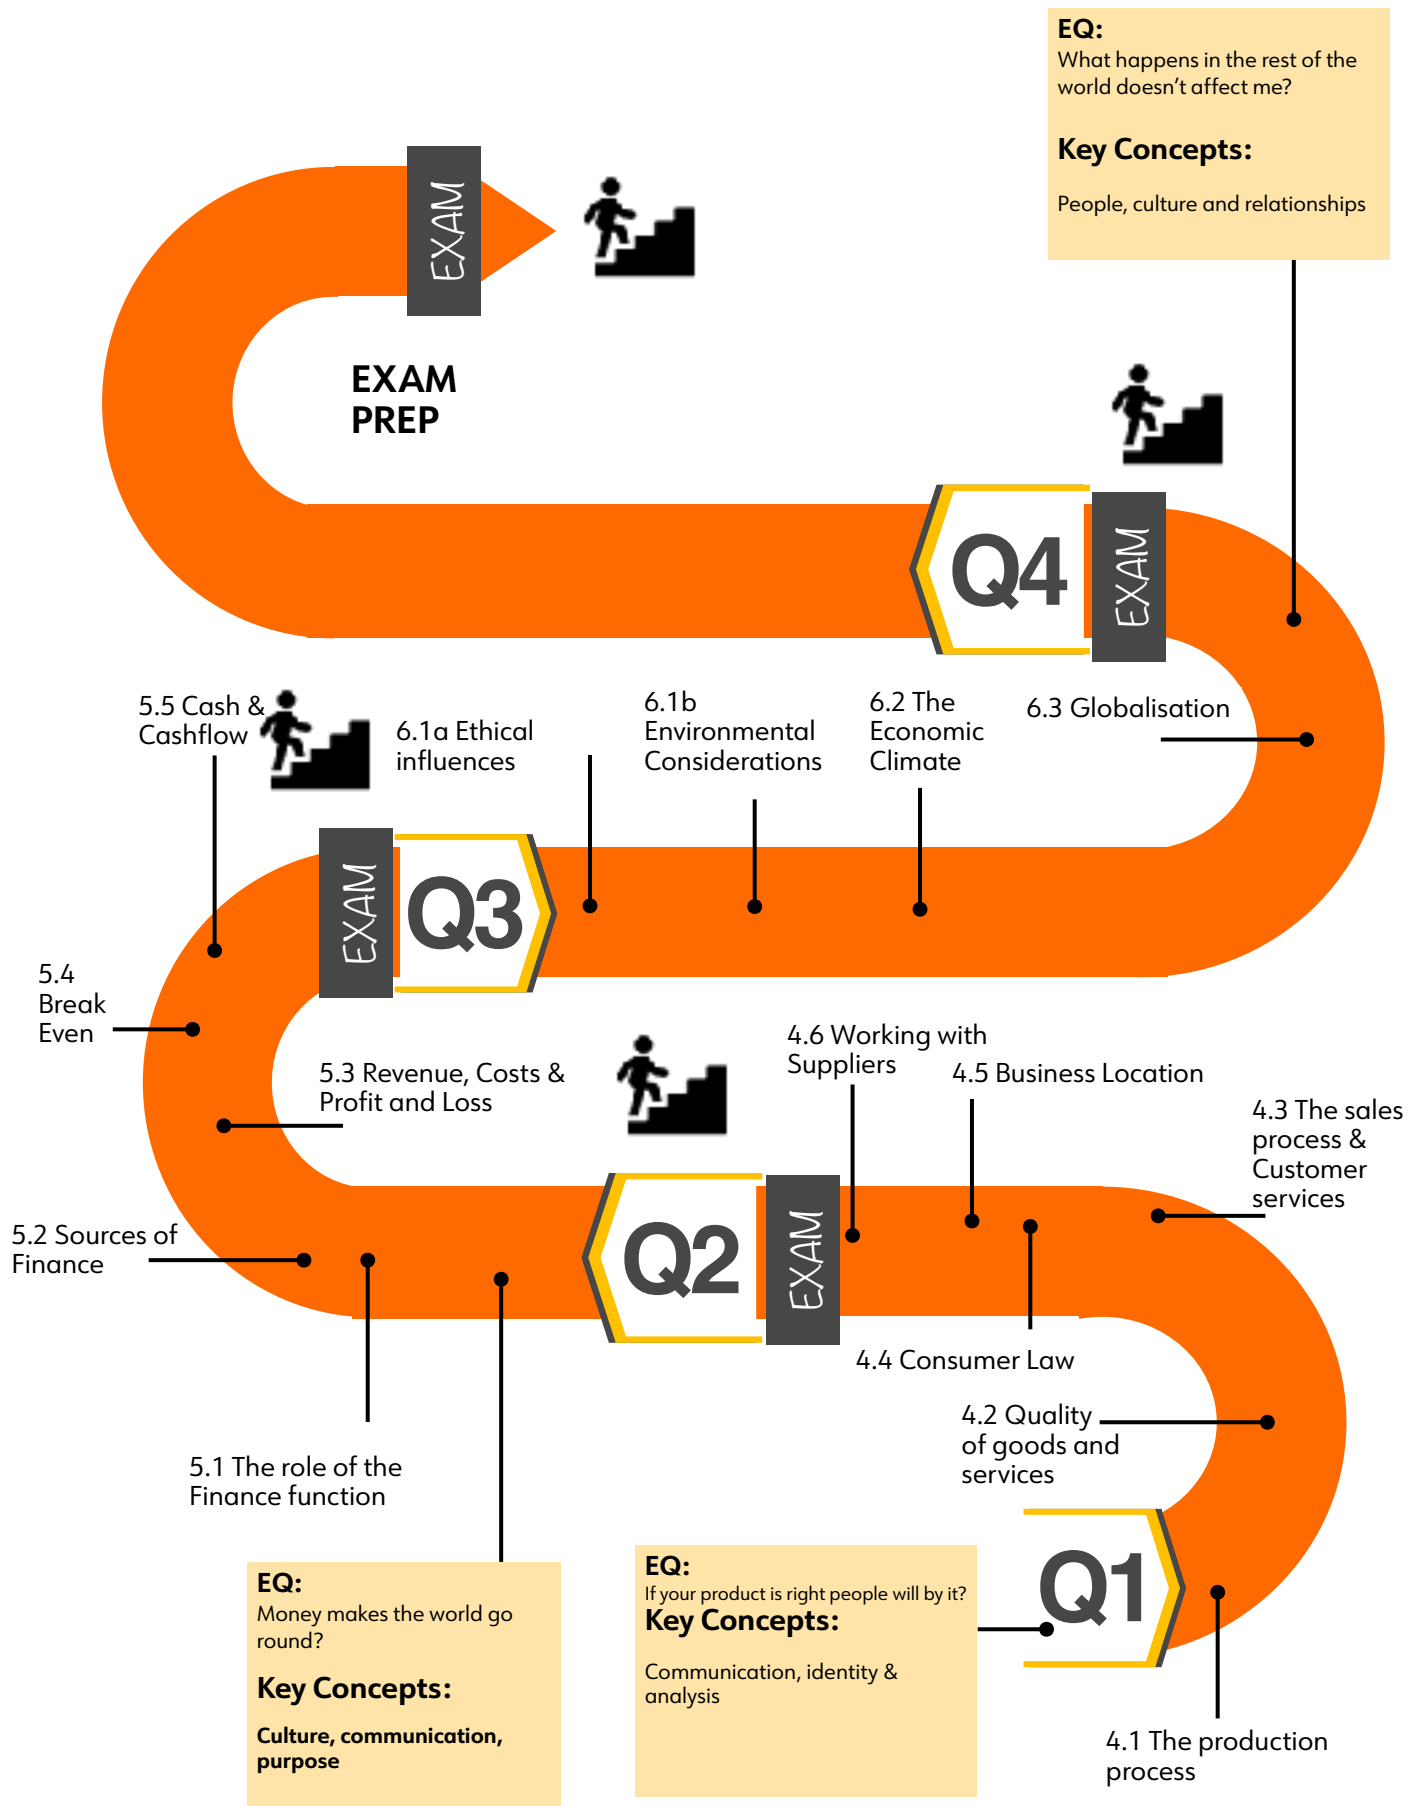 EQ:
What happens in the rest of the
world doesn't affect me?
Key Concepts:
People, culture and relationships
EXAM
EXAM
PREP
Q4
EXAM
5.5 Cash &
Cashflow
6.1a Ethical
influences
6.1b
Environmental
Considerations
6.2 The
Economic
Climate
6.3 Globalisation
EXAM
Q3
5.4
Break
Even
5.3 Revenue, Costs &
Profit and Loss
4.6 Working with
Suppliers
4.5 Business Location
4.3 The sales
process &
Customer
services
5.2 Sources of
Finance
Q2
EXAM
4.4 Consumer Law
4.2 Quality
of goods and
services
5.1 The role of the
Finance function
EQ:
Money makes the world go
round?
Key Concepts:
Culture, communication,
purpose
EQ:
If your product is right people will by it?
Key Concepts:
Communication, identity &
analysis
Q1
4.1 The production
process